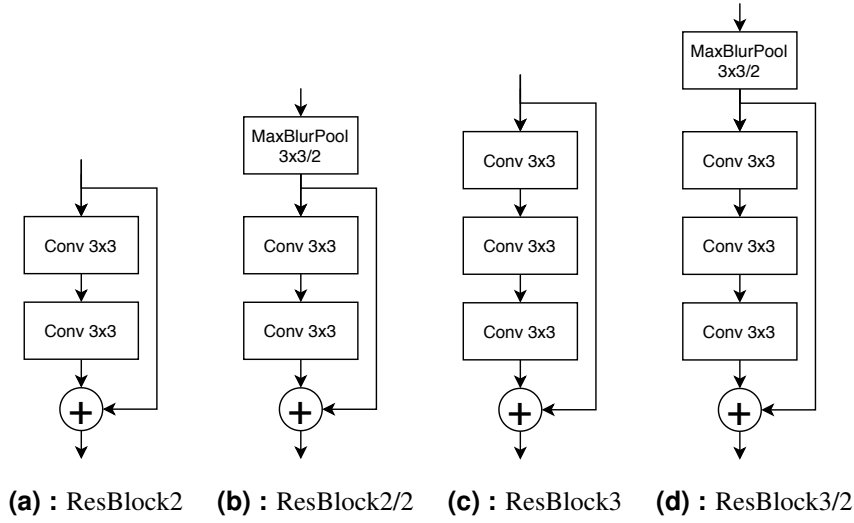 MaxBlurPool
3x3/2
Conv 3x3
Conv 3x3
+
(a) : ResBlock2
MaxBlurPool
3x3/2
Conv 3x3
Conv 3x3
+
(b) : ResBlock2/2
Conv 3x3
Conv 3x3
Conv 3x3
+
(c) : ResBlock3
Conv 3x3
Conv 3x3
Conv 3x3
+
(d) : ResBlock3/2